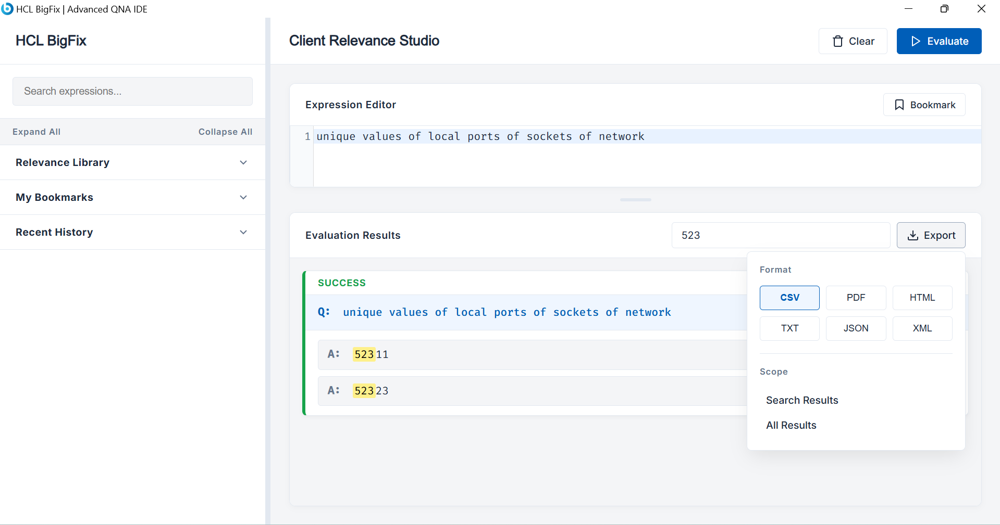 HCL BigFix | Advanced QNA IDE
HCL BigFix
Client Relevance Studio
Clear
Evaluate
Search expressions...
Expand All
Collapse All
Relevance Library
My Bookmarks
Recent History
Expression Editor
Bookmark
1 unique values of local ports of sockets of network
Evaluation Results
523
Export
SUCCESS
Q: unique values of local ports of sockets of network
A: 52311
A: 52323
Format
CSV
PDF
HTML
TXT
JSON
XML
Scope
Search Results
All Results